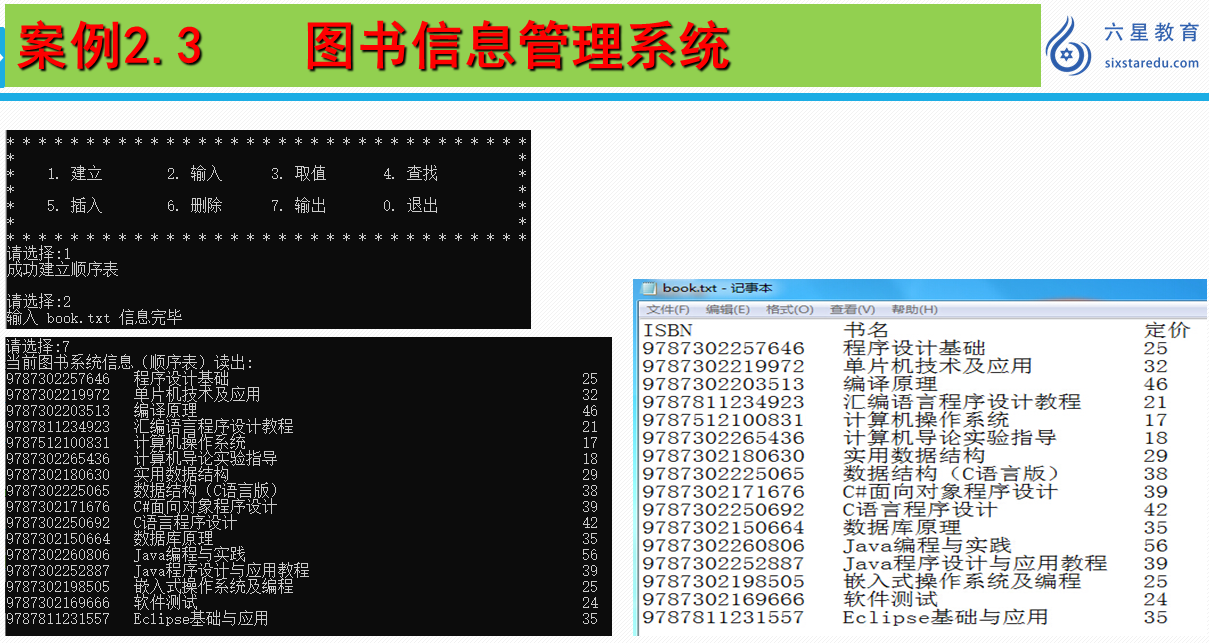 案例2.3 图书信息管理系统
六星教育
sixstaredu.com
* * * * * * * * * * * * * * * * * * * * * * * * * * * * * * * * *
* *
* 1. 建立 2. 输入 3. 取值 4. 查找 *
* *
* 5. 插入 6. 删除 7. 输出 0. 退出 *
* *
* * * * * * * * * * * * * * * * * * * * * * * * * * * * * * * * *
请选择:1
成功建立顺序表
请选择:2
输入 book.txt 信息完毕
请选择:7
当前图书系统信息（顺序表）读出:
9787302257646 程序设计基础 25
9787302219972 单片机技术及应用 32
9787302203513 编译原理 46
9787811234923 汇编语言程序设计教程 21
9787512100831 计算机操作系统 17
9787302265436 计算机导论实验指导 18
9787302180630 实用数据结构 29
9787302225065 数据结构（C语言版） 38
9787302171676 C#面向对象程序设计 39
9787302250692 C语言程序设计 42
9787302150664 数据库原理 35
9787302260806 Java编程与实践 56
9787302252887 Java程序设计与应用教程 39
9787302198505 嵌入式操作系统及编程 25
9787302169666 软件测试 24
9787811231557 Eclipse基础与应用 35
book.txt - 记事本
文件(F) 编辑(E) 格式(O) 查看(V) 帮助(H)
ISBN 书名 定价
9787302257646 程序设计基础 25
9787302219972 单片机技术及应用 32
9787302203513 编译原理 46
9787811234923 汇编语言程序设计教程 21
9787512100831 计算机操作系统 17
9787302265436 计算机导论实验指导 18
9787302180630 实用数据结构 29
9787302225065 数据结构（C语言版） 38
9787302171676 C#面向对象程序设计 39
9787302250692 C语言程序设计 42
9787302150664 数据库原理 35
9787302260806 Java编程与实践 56
9787302252887 Java程序设计与应用教程 39
9787302198505 嵌入式操作系统及编程 25
9787302169666 软件测试 24
9787811231557 Eclipse基础与应用 35